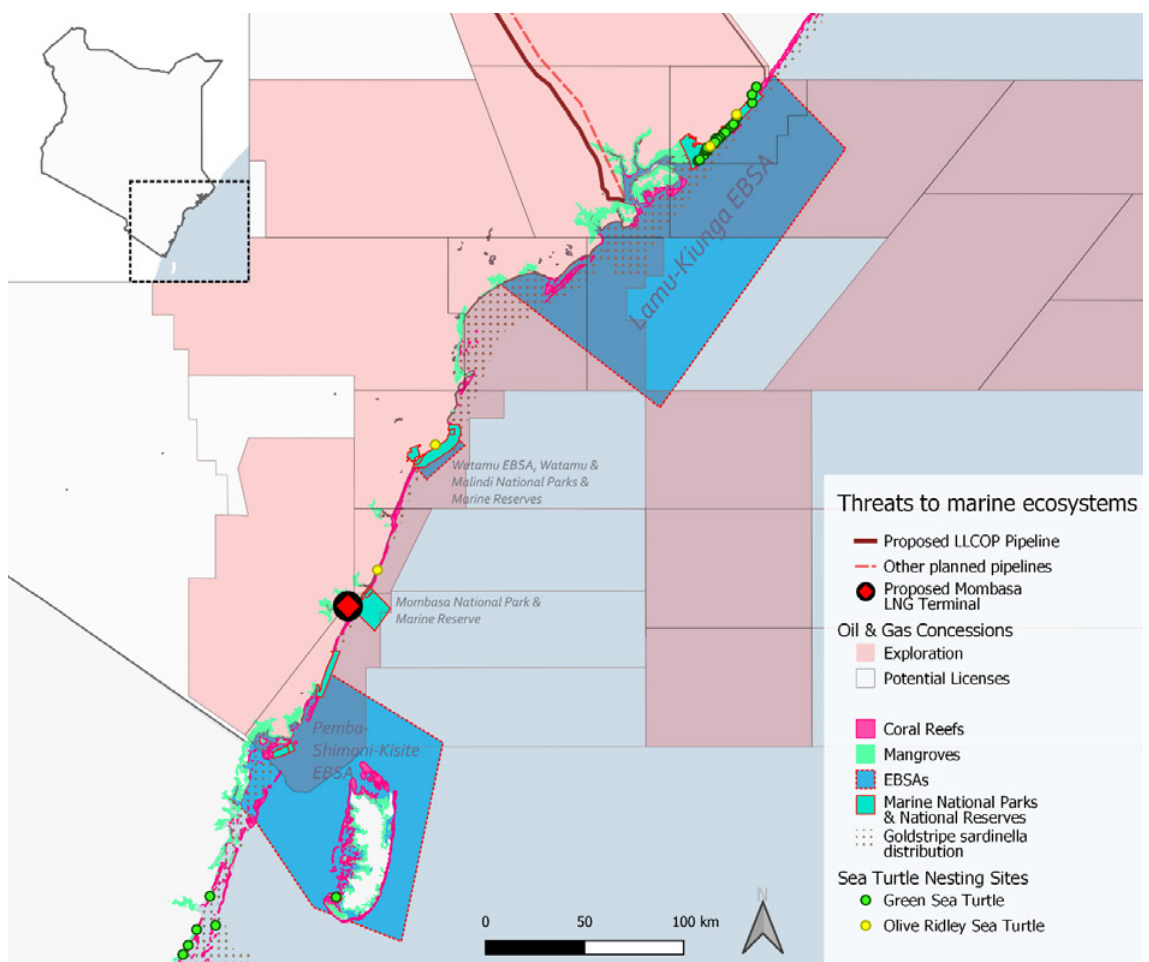 Lamu-Kiunga EBSA
Watamu EBSA, Watamu &
Malindi National Parks &
Marine Reserves
Mombasa National Park &
Marine Reserve
Pemba-
Shimoni-Kisite
EBSA
Threats to marine ecosystems
Proposed LLCOP Pipeline
Other planned pipelines
Proposed Mombasa
LNG Terminal
Oil & Gas Concessions
Exploration
Potential Licenses
Coral Reefs
Mangroves
EBSAs
Marine National Parks
& National Reserves
Goldstripe sardinella
distribution
Sea Turtle Nesting Sites
Green Sea Turtle
Olive Ridley Sea Turtle
0 50 100 km
N